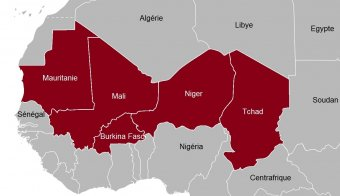 Algérie
Libye
Egypte
Mauritanie
Mali
Niger
Tchad
Soudan
Sénégal
Burkina Faso
Nigéria
Centrafrique